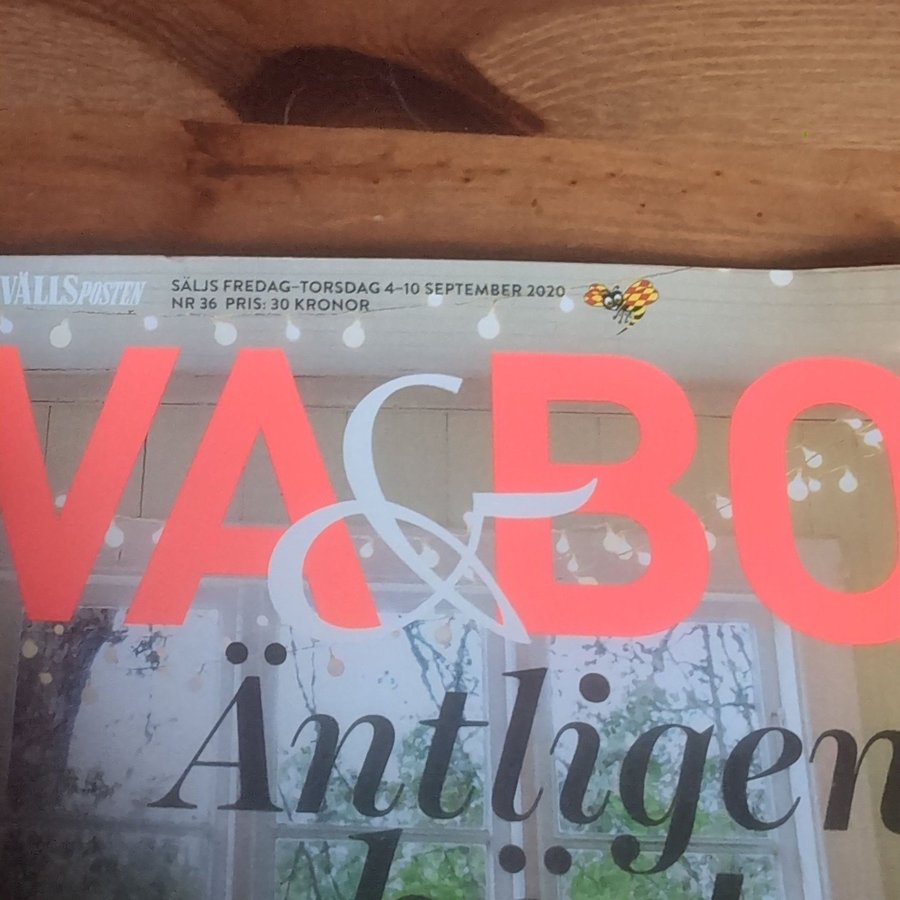 VÄLLSPOSTEN
SÄLJS FREDAG–TORSDAG 4–10 SEPTEMBER 2020
NR 36 PRIS: 30 KRONOR
VA&BO
Äntligen